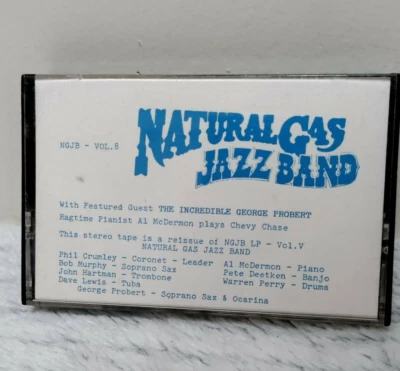 NGJB - VOL.8
NATURAL GAS
JAZZ BAND
With Featured Guest THE INCREDIBLE GEORGE PROBERT
Ragtime Pianist Al McDermon plays Chevy Chase
This stereo tape is a reissue of NGJB LP - Vol.V
NATURAL GAS JAZZ BAND
Phil Crumley - Coronet - Leader Al McDermon - Piano
Bob Murphy - Soprano Sax Pete Deetken - Banjo
John Hartman - Trombone Warren Perry - Drums
Dave Lewis - Tuba
George Probert - Soprano Sax & Ocarina